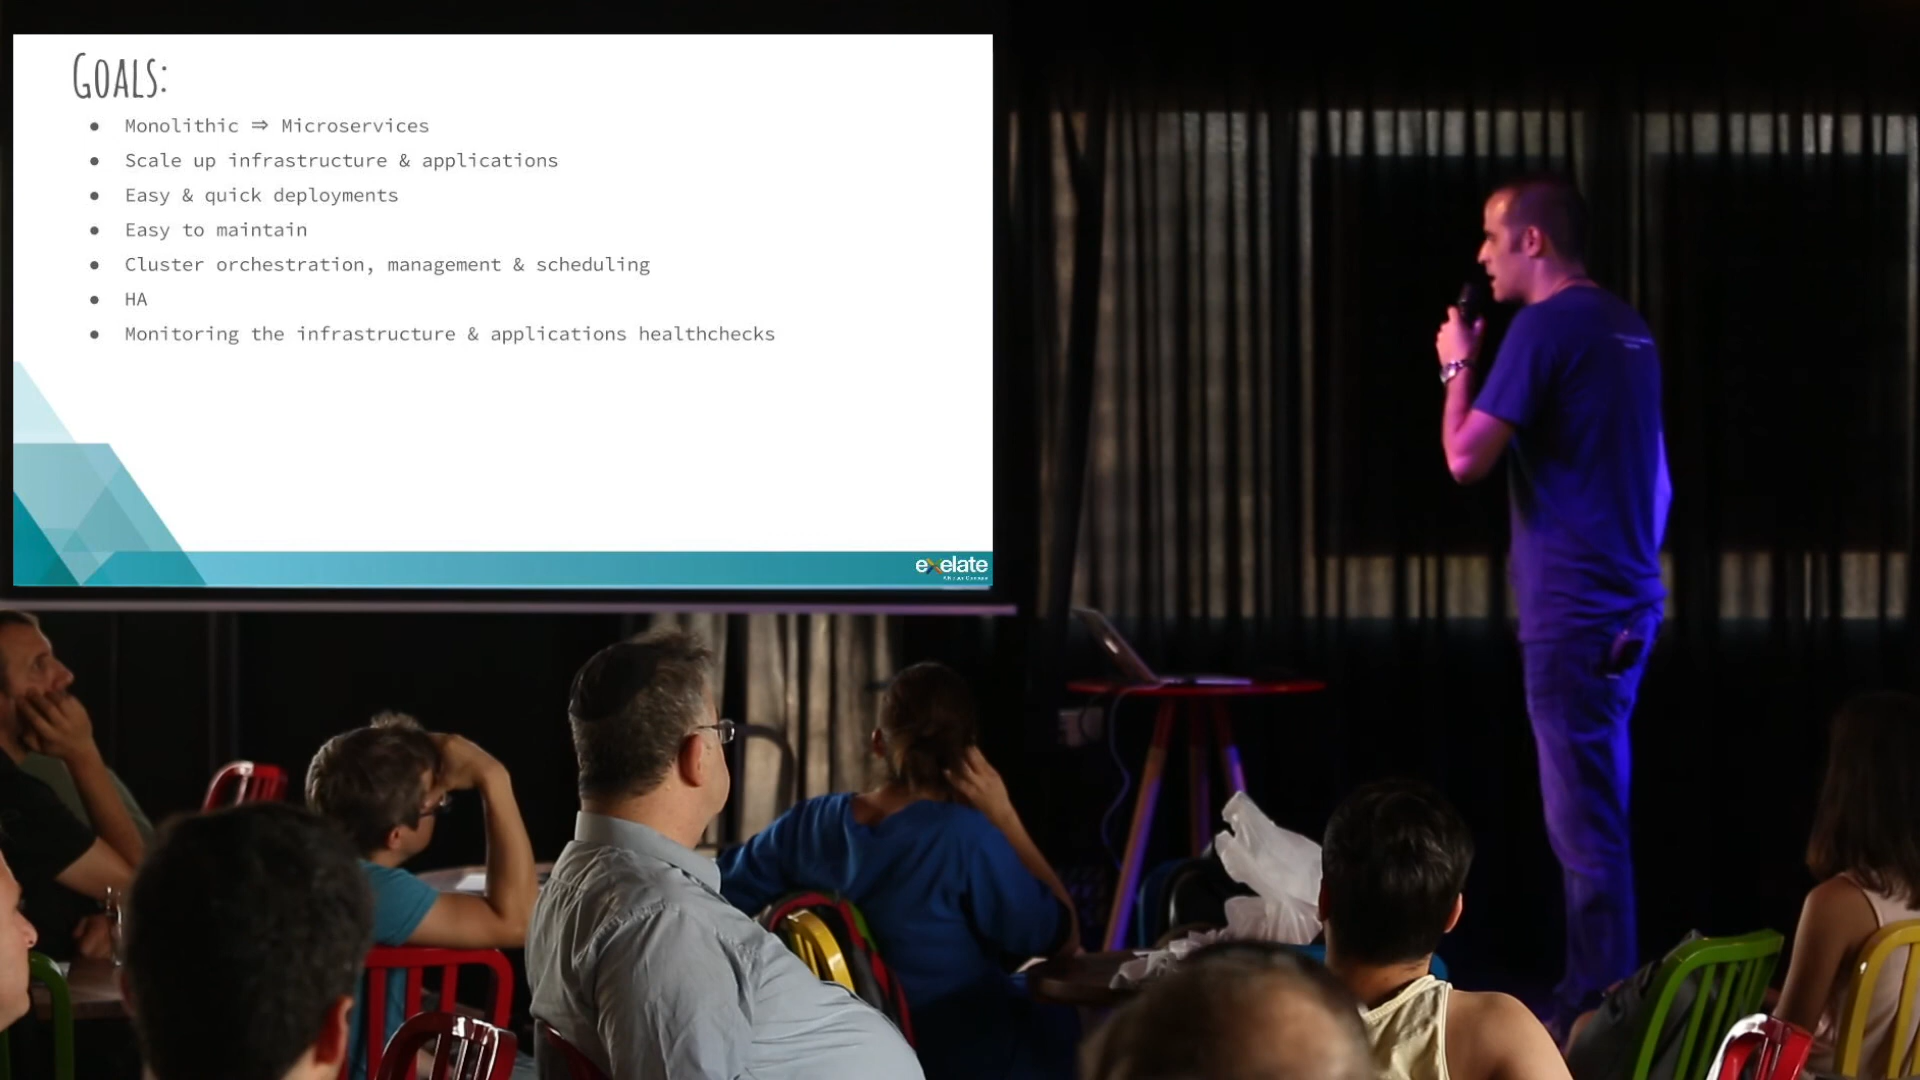 GOALS:
● Monolithic ⇒ Microservices
● Scale up infrastructure & applications
● Easy & quick deployments
● Easy to maintain
● Cluster orchestration, management & scheduling
● HA
● Monitoring the infrastructure & applications healthchecks
exelate